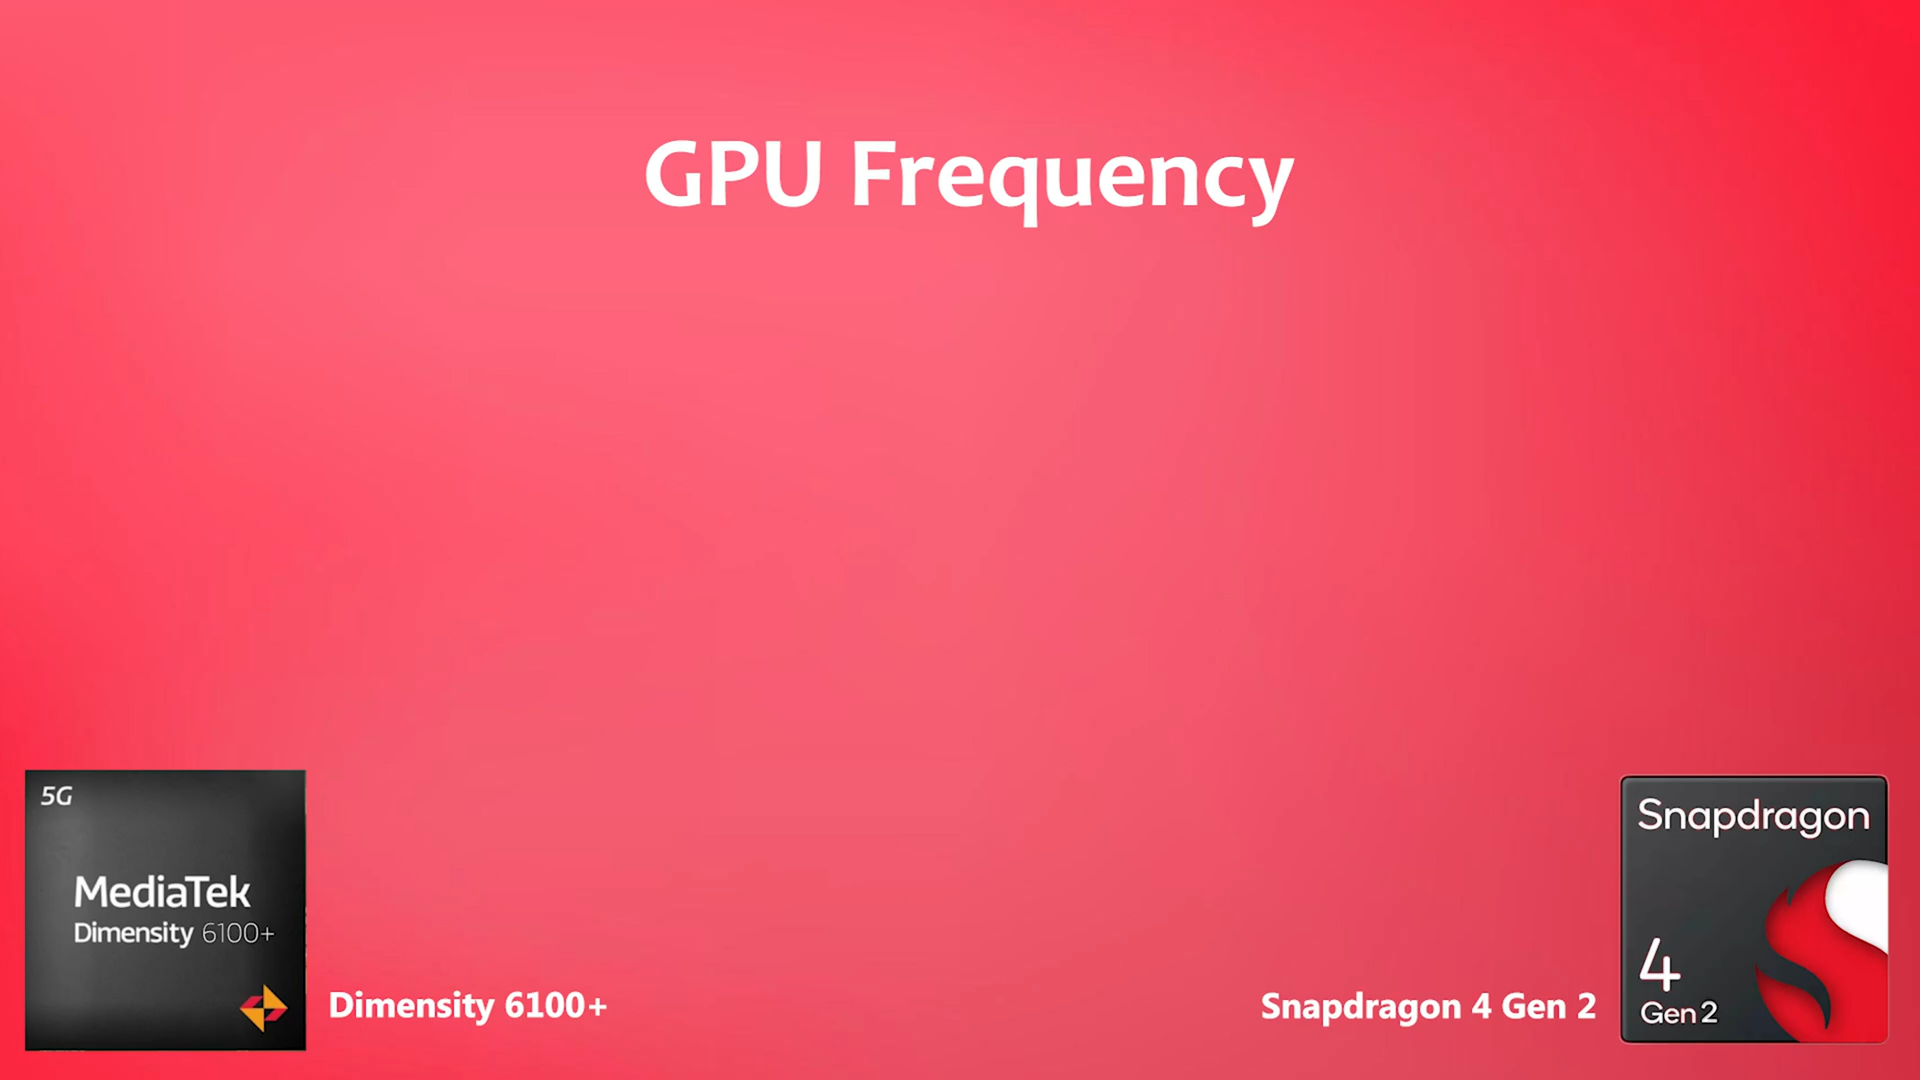 GPU Frequency
5G
MediaTek
Dimensity 6100+
Dimensity 6100+
Snapdragon 4 Gen 2
Snapdragon
4
Gen 2